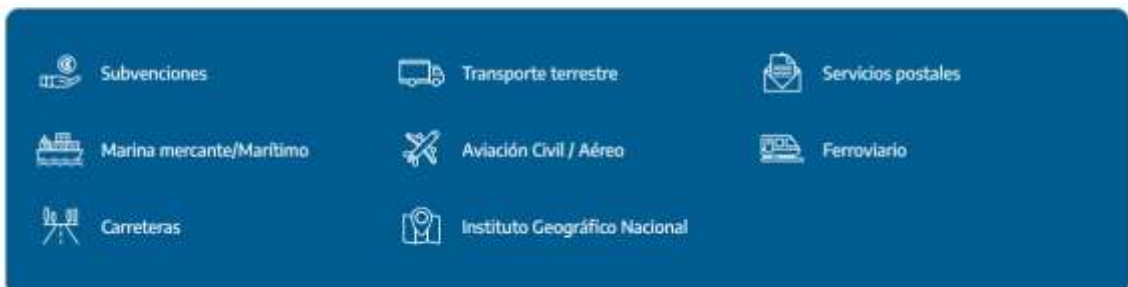 Subvenciones
Transporte terrestre
Servicios postales
Marina mercante/Marítimo
Aviación Civil / Aéreo
Ferroviario
Carreteras
Instituto Geográfico Nacional